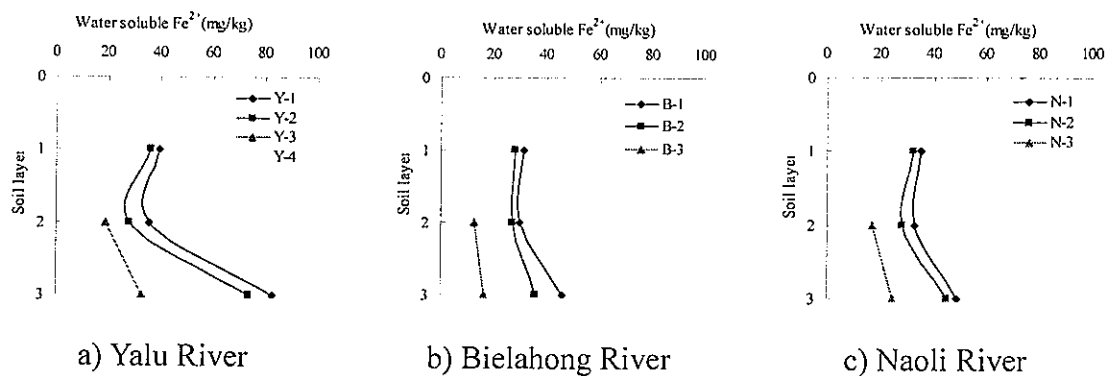 Water soluble Fe²⁺(mg/kg)
0 20 40 60 80 100
0
1
2
3
Soil layer
Y-1
Y-2
Y-3
Y-4
a) Yalu River
Water soluble Fe²⁺(mg/kg)
0 20 40 60 80 100
0
1
2
3
Soil layer
B-1
B-2
B-3
b) Bielahong River
Water soluble Fe²⁺(mg/kg)
0 20 40 60 80 100
0
1
2
3
Soil layer
N-1
N-2
N-3
c) Naoli River